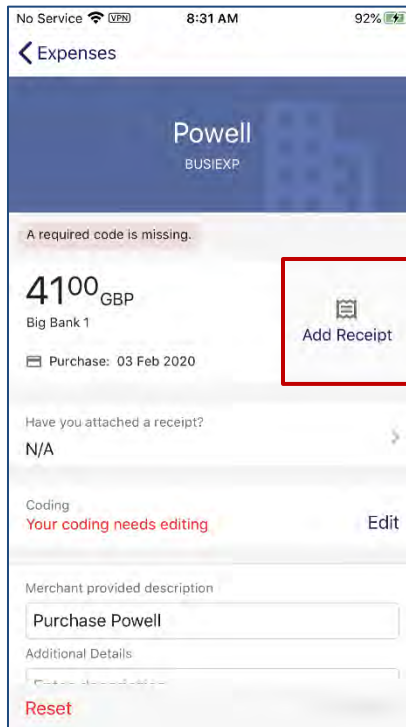 No Service VPN 8:31 AM 92%
Expenses
Powell
BUSIEXP
A required code is missing.
4100 GBP
Big Bank 1
Add Receipt
Purchase: 03 Feb 2020
Have you attached a receipt?
N/A
Coding
Your coding needs editing
Edit
Merchant provided description
Purchase Powell
Additional Details
Reset